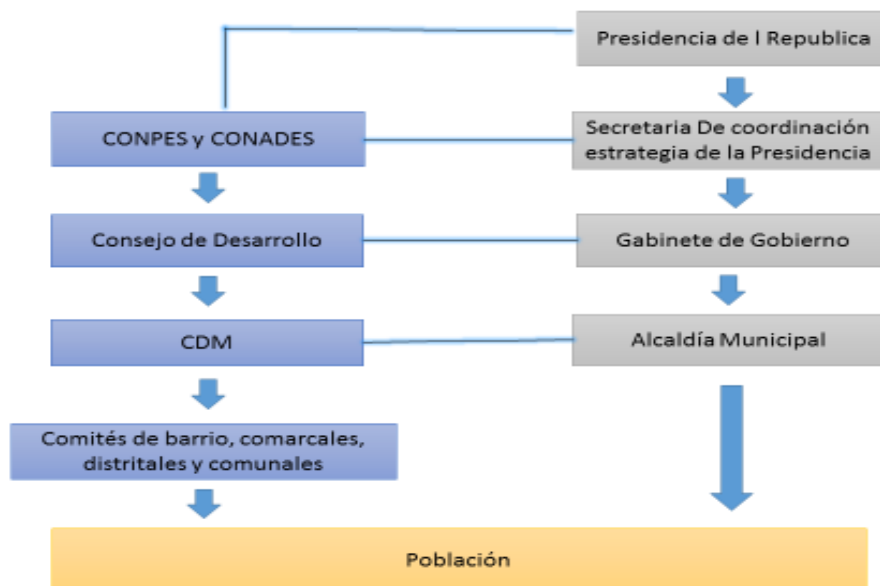 Presidencia de l Republica
CONPES y CONADES
Secretaria De coordinación
estrategia de la Presidencia
Consejo de Desarrollo
Gabinete de Gobierno
CDM
Alcaldía Municipal
Comités de barrio, comarcales,
distritales y comunales
Población